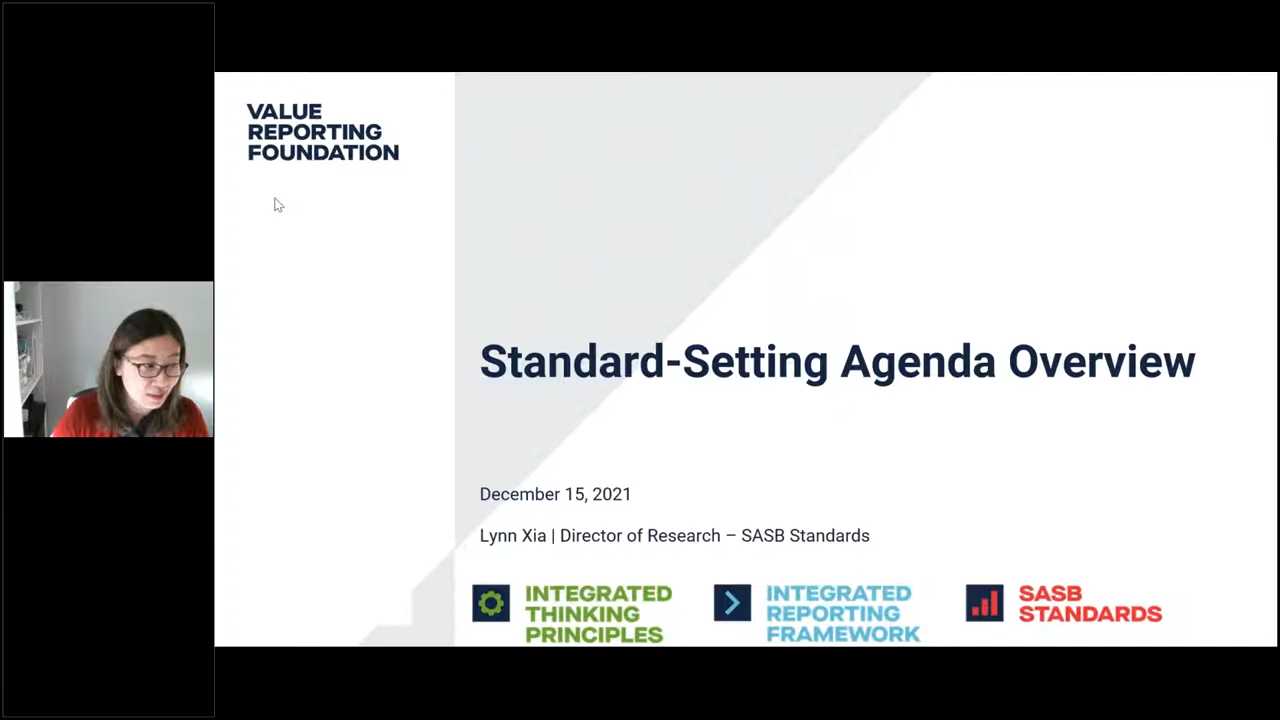 VALUE
REPORTING
FOUNDATION
Standard-Setting Agenda Overview
December 15, 2021
Lynn Xia | Director of Research – SASB Standards
INTEGRATED
THINKING
PRINCIPLES
INTEGRATED
REPORTING
FRAMEWORK
SASB
STANDARDS